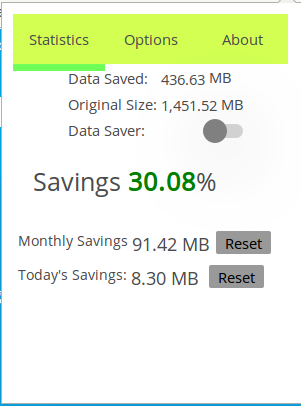 Statistics Options About
Data Saved: 436.63 MB
Original Size: 1,451.52 MB
Data Saver:
Savings 30.08%
Monthly Savings 91.42 MB Reset
Today's Savings: 8.30 MB Reset